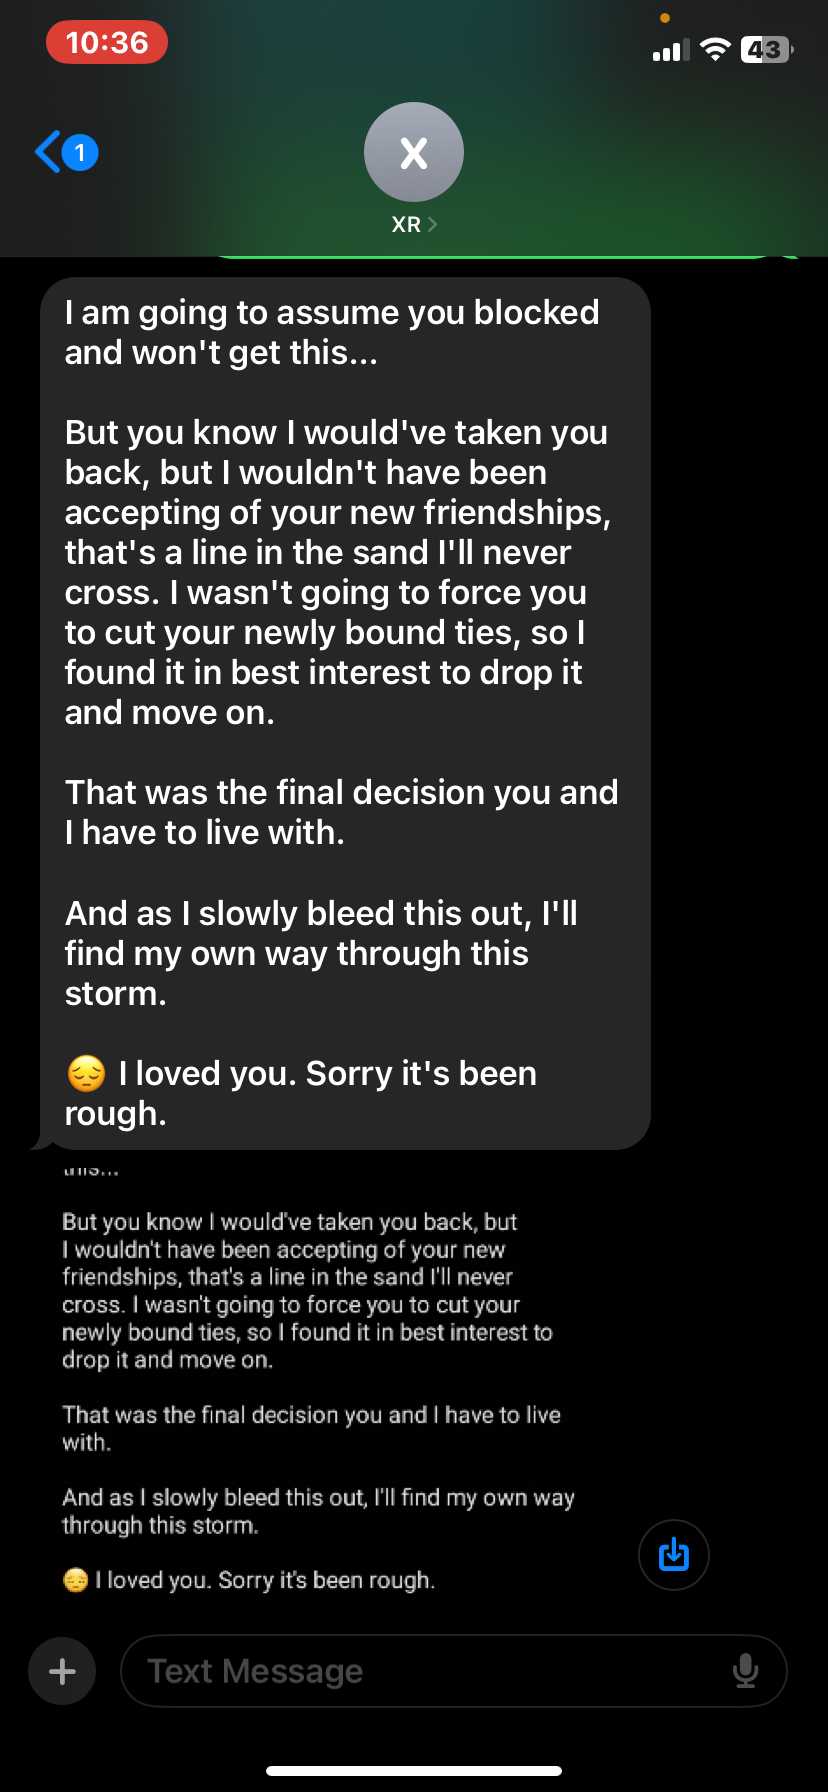 10:36
43
1
X
XR
I am going to assume you blocked
and won't get this...
But you know I would've taken you
back, but I wouldn't have been
accepting of your new friendships,
that's a line in the sand I'll never
cross. I wasn't going to force you
to cut your newly bound ties, so I
found it in best interest to drop it
and move on.
That was the final decision you and
I have to live with.
And as I slowly bleed this out, I'll
find my own way through this
storm.
😔 I loved you. Sorry it's been
rough.
this...
But you know I would've taken you back, but
I wouldn't have been accepting of your new
friendships, that's a line in the sand I'll never
cross. I wasn't going to force you to cut your
newly bound ties, so I found it in best interest to
drop it and move on.
That was the final decision you and I have to live
with.
And as I slowly bleed this out, I'll find my own way
through this storm.
😔 I loved you. Sorry it's been rough.
Text Message